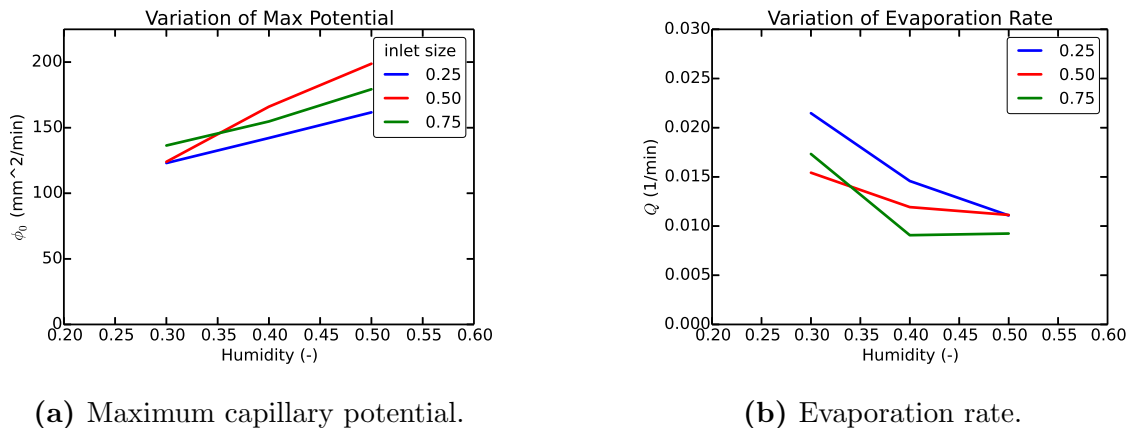 Variation of Max Potential
200
150
100
50
0
ϕ₀ (mm^2/min)
inlet size
0.25
0.50
0.75
0.20 0.25 0.30 0.35 0.40 0.45 0.50 0.55 0.60
Humidity (-)
(a) Maximum capillary potential.
Variation of Evaporation Rate
0.030
0.025
0.020
0.015
0.010
0.005
0.000
Q (1/min)
0.25
0.50
0.75
0.20 0.25 0.30 0.35 0.40 0.45 0.50 0.55 0.60
Humidity (-)
(b) Evaporation rate.